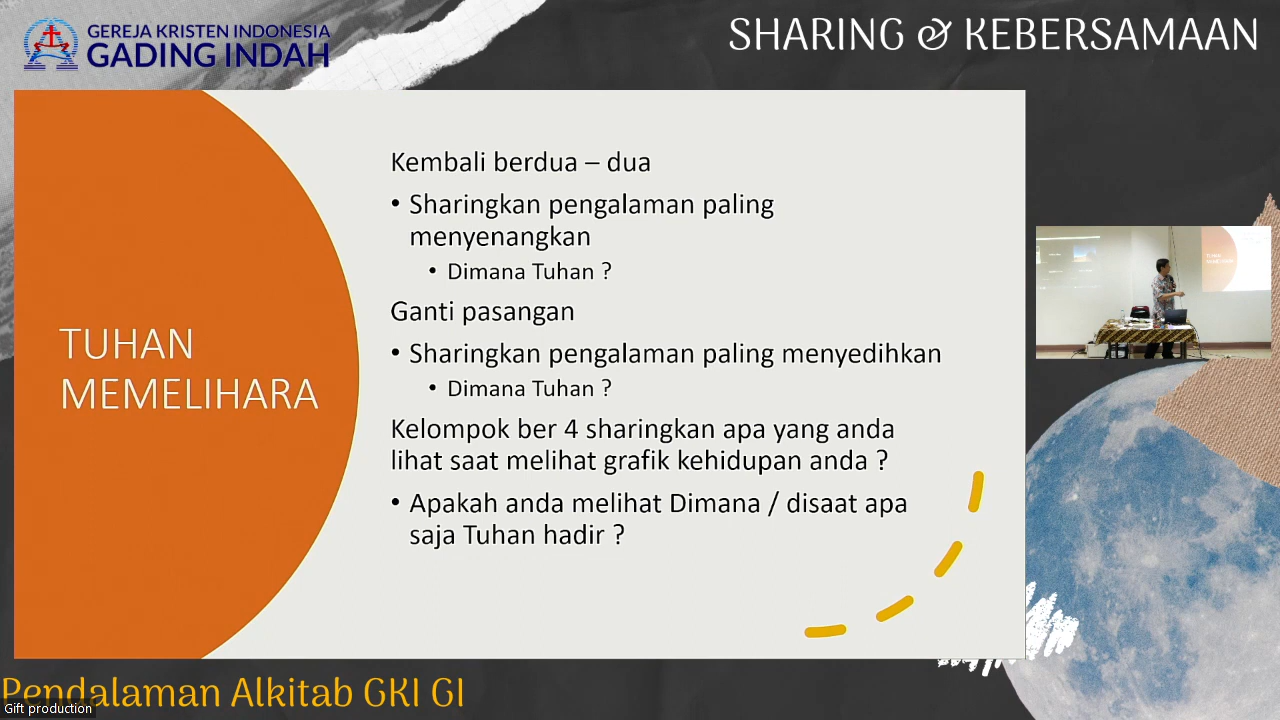 GEREJA KRISTEN INDONESIA
GADING INDAH
SHARING & KEBERSAMAAN
TUHAN
MEMELIHARA
Kembali berdua – dua
• Sharingkan pengalaman paling
menyenangkan
• Dimana Tuhan ?
Ganti pasangan
• Sharingkan pengalaman paling menyedihkan
• Dimana Tuhan ?
Kelompok ber 4 sharingkan apa yang anda
lihat saat melihat grafik kehidupan anda ?
• Apakah anda melihat Dimana / disaat apa
saja Tuhan hadir ?
Pendalaman Alkitab GKI GI
Gift production